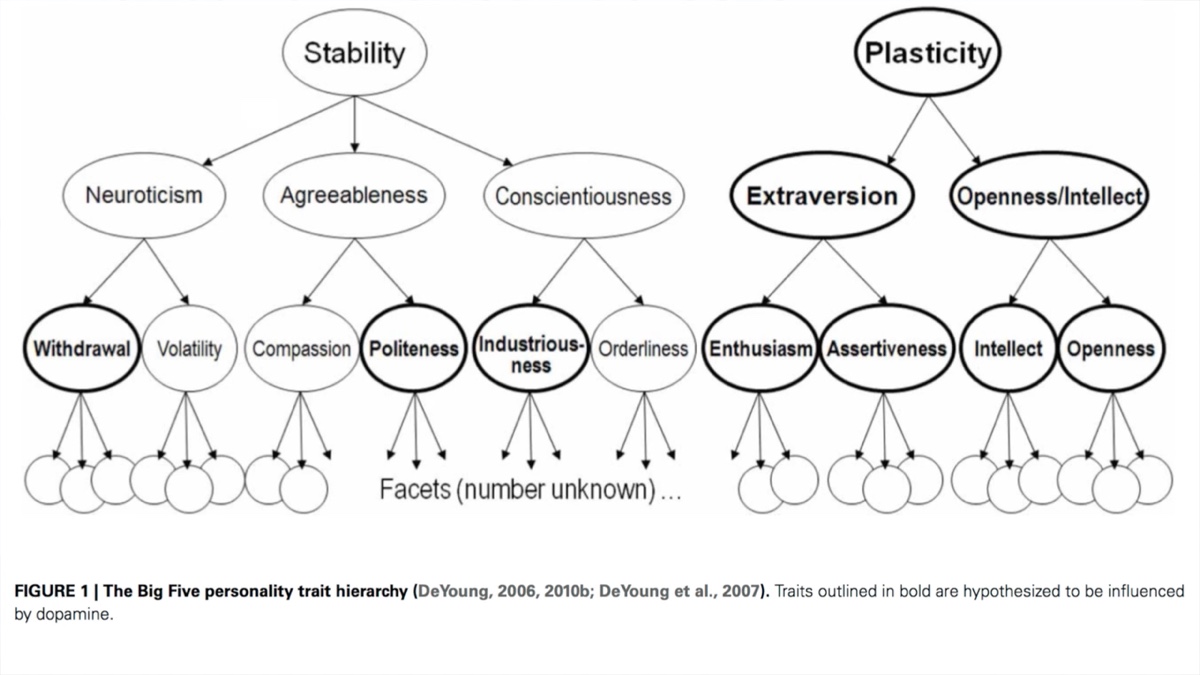 Stability
Plasticity
Neuroticism
Agreeableness
Conscientiousness
Extraversion
Openness/Intellect
Withdrawal
Volatility
Compassion
Politeness
Industrious-
ness
Orderliness
Enthusiasm
Assertiveness
Intellect
Openness
Facets (number unknown) ...
FIGURE 1 | The Big Five personality trait hierarchy (DeYoung, 2006, 2010b; DeYoung et al., 2007). Traits outlined in bold are hypothesized to be influenced
by dopamine.